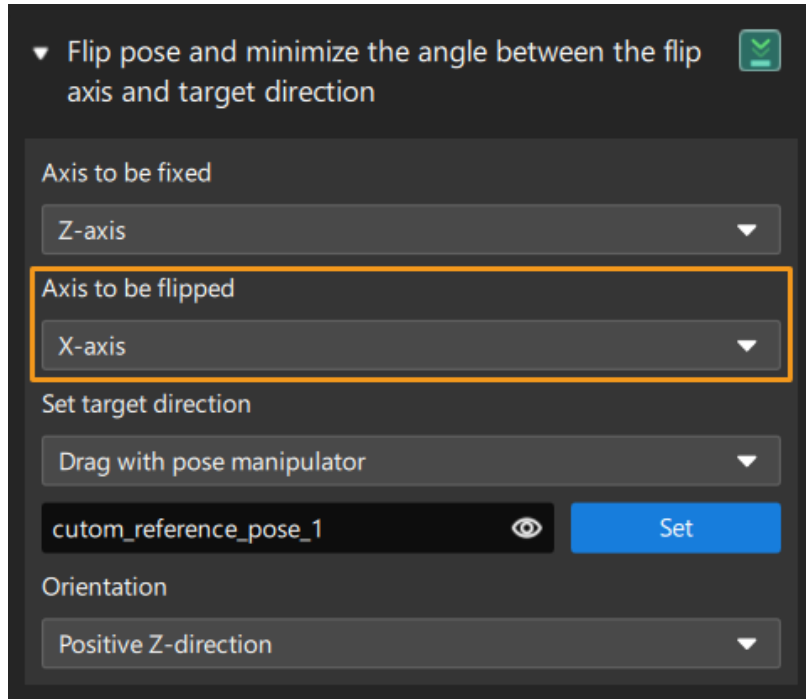 Flip pose and minimize the angle between the flip
axis and target direction
Axis to be fixed
Z-axis
Axis to be flipped
X-axis
Set target direction
Drag with pose manipulator
cutom_reference_pose_1
Set
Orientation
Positive Z-direction